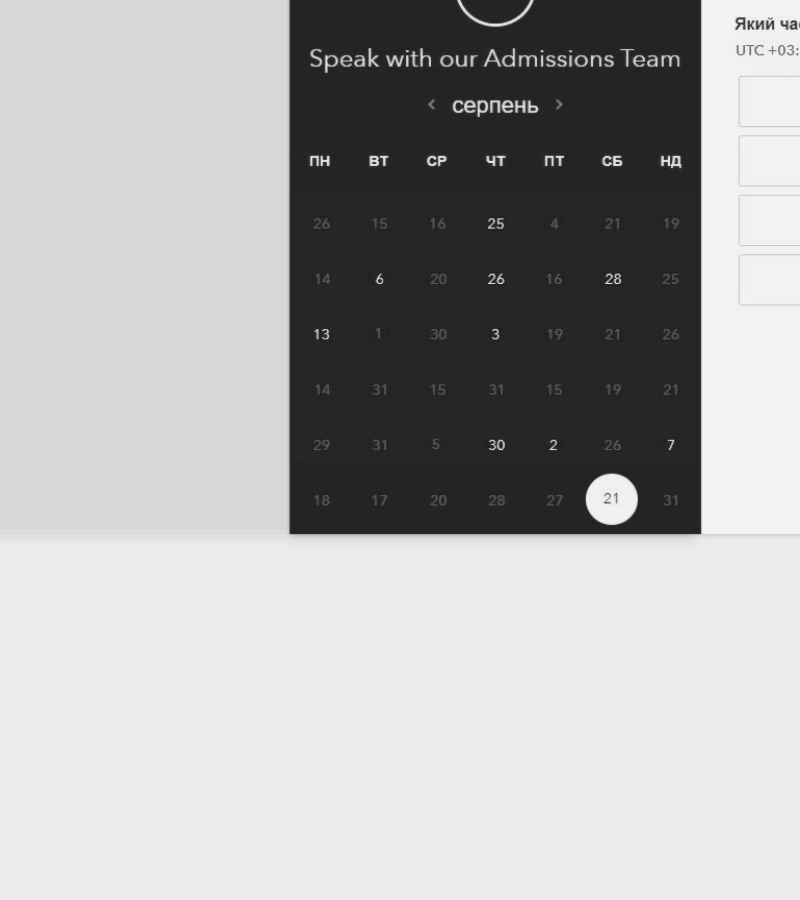 Speak with our Admissions Team
‹ серпень ›
ПН ВТ СР ЧТ ПТ СБ НД
26 15 16 25 4 21 19
14 6 20 26 16 28 25
13 1 30 3 19 21 26
14 31 15 31 15 19 21
29 31 5 30 2 26 7
18 17 20 28 27 21 31
Який ча
UTC +03: